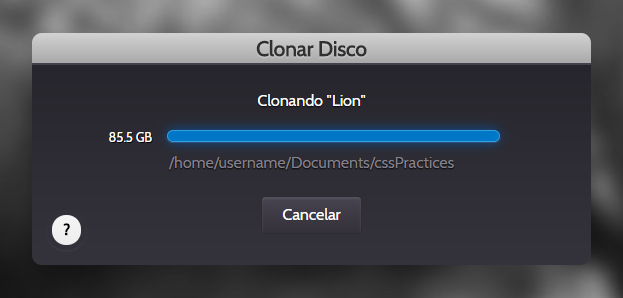 Clonar Disco
Clonando "Lion"
85.5 GB
/home/username/Documents/cssPractices
Cancelar
?